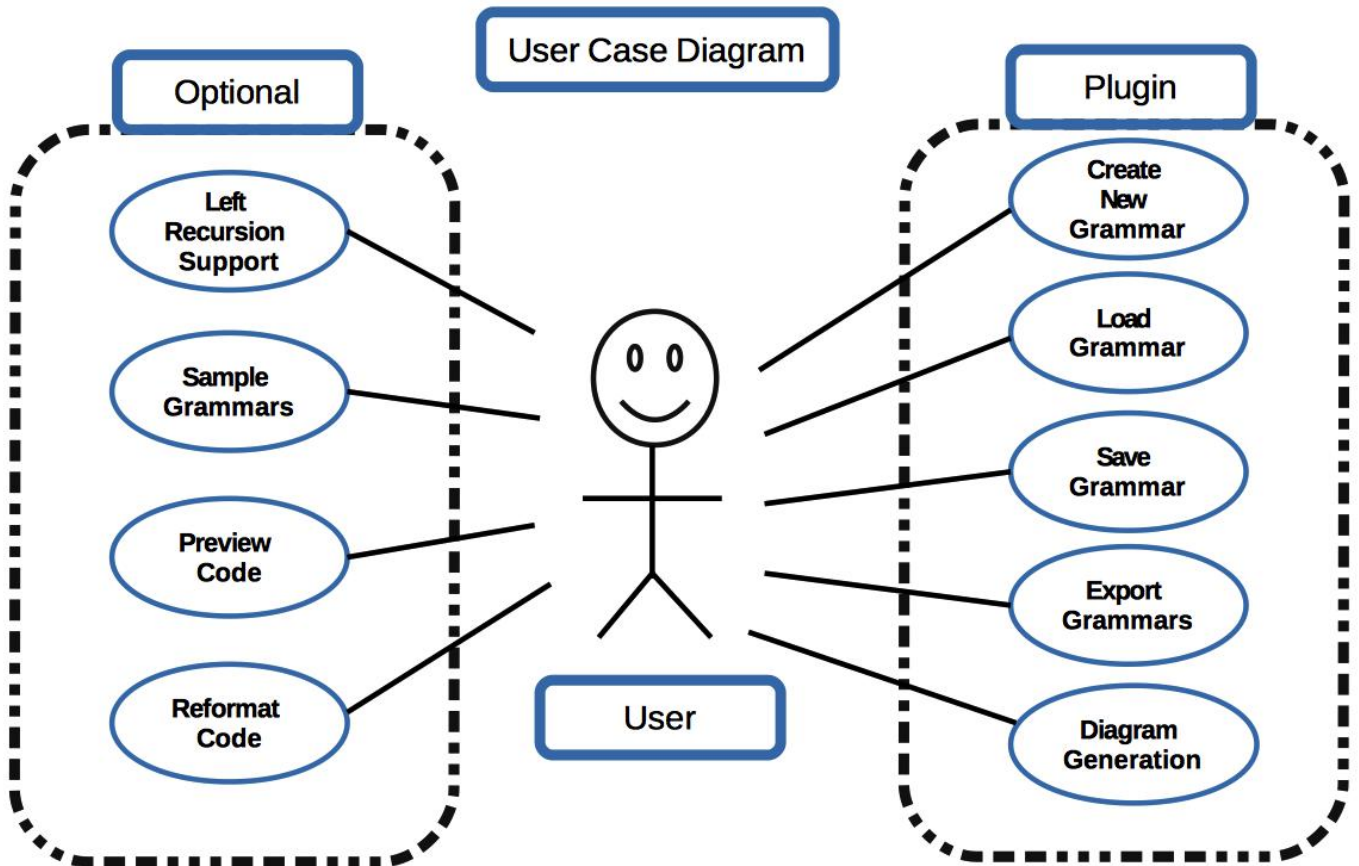 User Case Diagram
Optional
Left
Recursion
Support
Sample
Grammars
Preview
Code
Reformat
Code
User
Plugin
Create
New
Grammar
Load
Grammar
Save
Grammar
Export
Grammars
Diagram
Generation